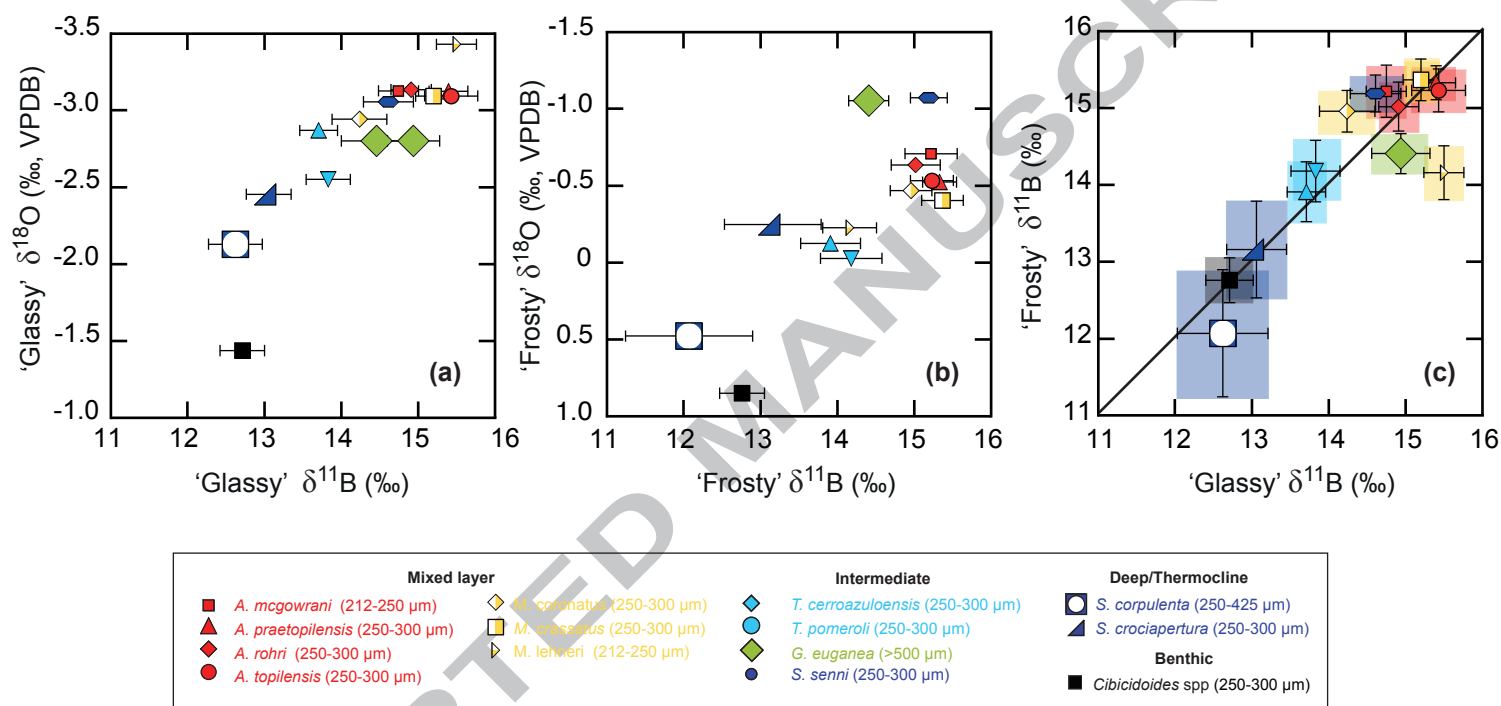 -3.5
-3.0
-2.5
-2.0
-1.5
-1.0
'Glassy' δ18O (‰, VPDB)
(a)
11 12 13 14 15 16
'Glassy' δ11B (‰)
-1.5
-1.0
-0.5
0
0.5
1.0
'Frosty' δ18O (‰, VPDB)
(b)
11 12 13 14 15 16
'Frosty' δ11B (‰)
16
15
14
13
12
11
'Frosty' δ11B (‰)
(c)
11 12 13 14 15 16
'Glassy' δ11B (‰)
MANUSCR
PTED
Mixed layer
A. mcgowrani (212-250 µm)
A. praetopilensis (250-300 µm)
A. rohri (250-300 µm)
A. topilensis (250-300 µm)
M. coronatus (250-300 µm)
M. crassatus (250-300 µm)
M. lehneri (212-250 µm)
Intermediate
T. cerroazuloensis (250-300 µm)
T. pomeroli (250-300 µm)
G. euganea (>500 µm)
S. senni (250-300 µm)
Deep/Thermocline
S. corpulenta (250-425 µm)
S. crociapertura (250-300 µm)
Benthic
Cibicidoides spp (250-300 µm)